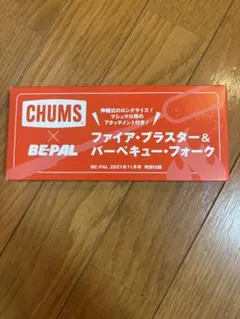 CHUMS
×
BE-PAL
伸縮式のロングサイズ!
マシュマロ用の
アタッチメント付き!
ファイア・ブラスター&
バーベキュー・フォーク
BE-PAL 2021年11月号 特別付録